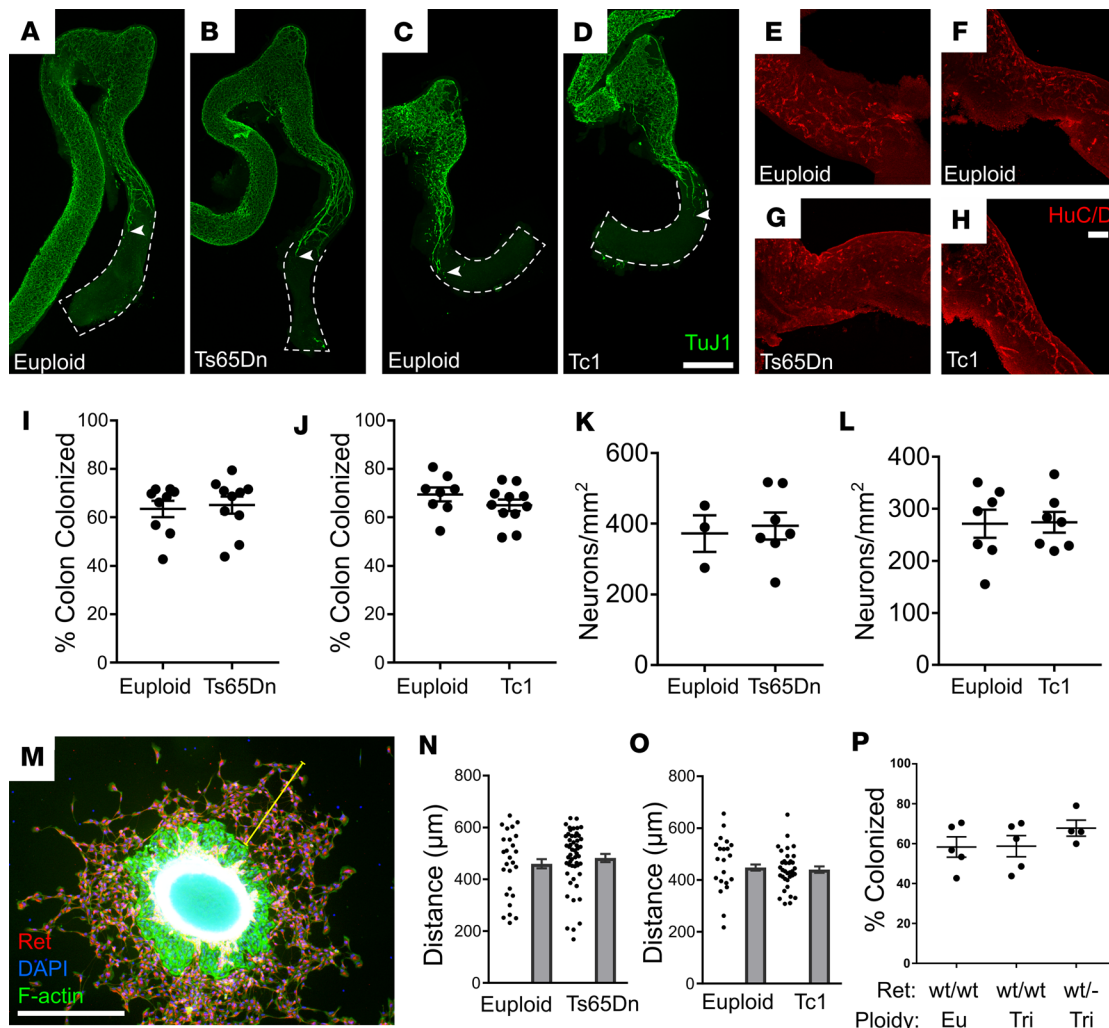 A
B
C
D
E
F
Euploid
Euploid
G
H
HuC/D
Euploid
Ts65Dn
Euploid
Tc1
TuJ1
Ts65Dn
Tc1
I
J
K
L
% Colon Colonized
100
80
60
40
20
0
Euploid Ts65Dn
% Colon Colonized
100
80
60
40
20
0
Euploid Tc1
Neurons/mm²
600
400
200
0
Euploid Ts65Dn
Neurons/mm²
400
300
200
100
0
Euploid Tc1
M
Ret
DAPI
F-actin
N
Distance (μm)
800
600
400
200
0
Euploid Ts65Dn
O
Distance (μm)
800
600
400
200
0
Euploid Tc1
P
% Colonized
100
80
60
40
20
0
Ret: wt/wt wt/wt wt/-
Ploidy: Eu Tri Tri